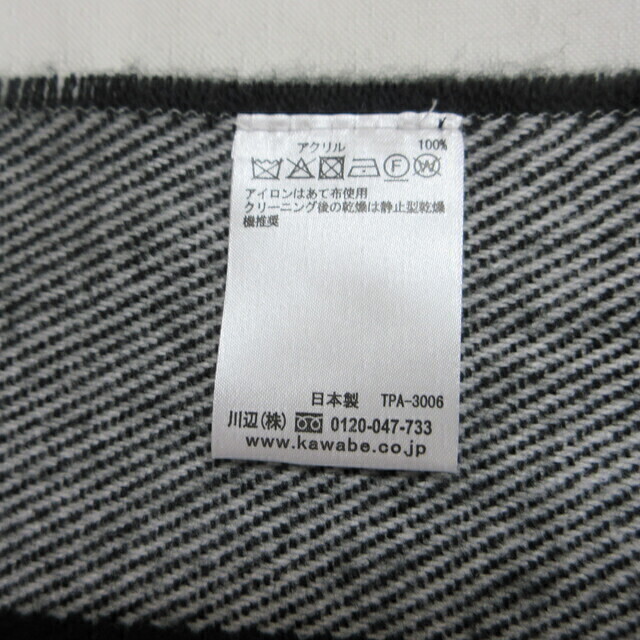 アクリル 100%
F W
アイロンはあて布使用
クリーニング後の乾燥は静止型乾燥
機推奨
日本製 TPA-3006
川辺(株) 0120-047-733
www.kawabe.co.jp